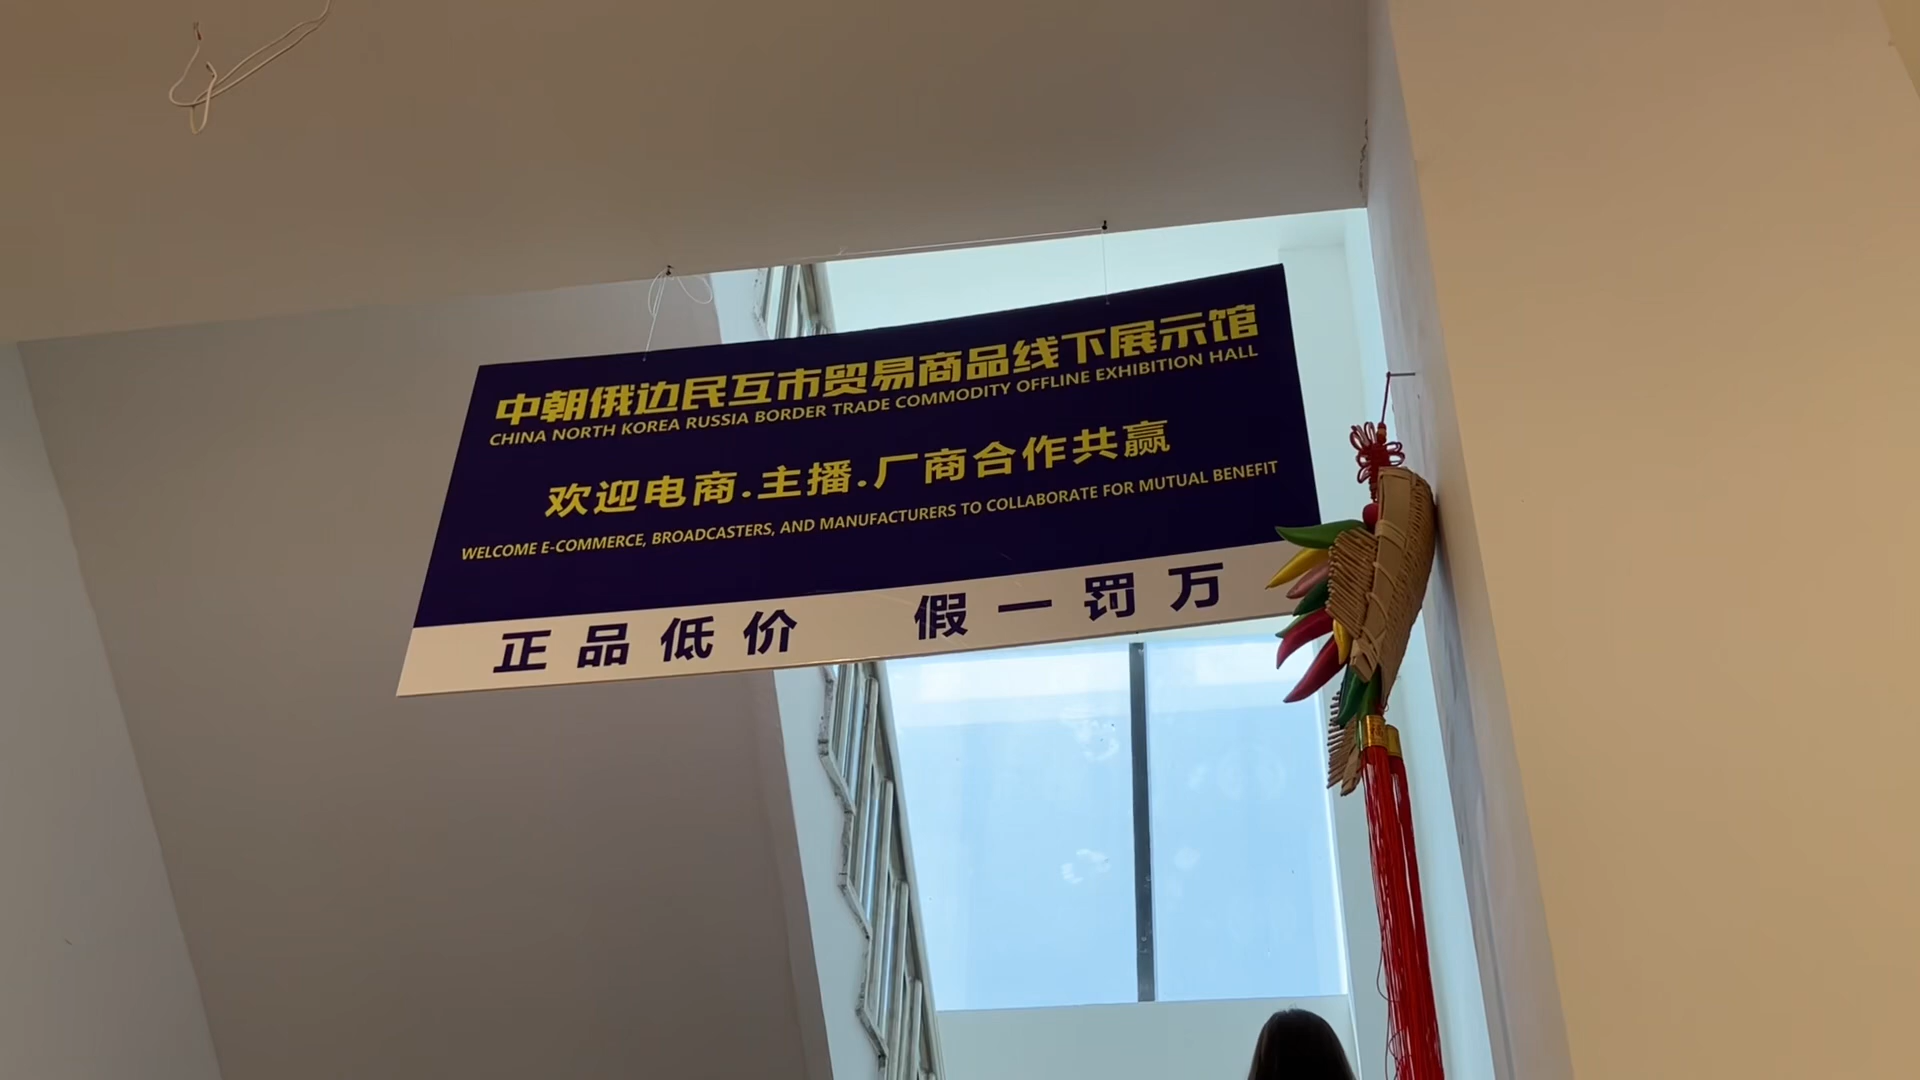 中朝俄边民互市贸易商品线下展示馆
CHINA NORTH KOREA RUSSIA BORDER TRADE COMMODITY OFFLINE EXHIBITION HALL
欢迎电商.主播.厂商合作共赢
WELCOME E-COMMERCE, BROADCASTERS, AND MANUFACTURERS TO COLLABORATE FOR MUTUAL BENEFIT
正品低价 假一罚万